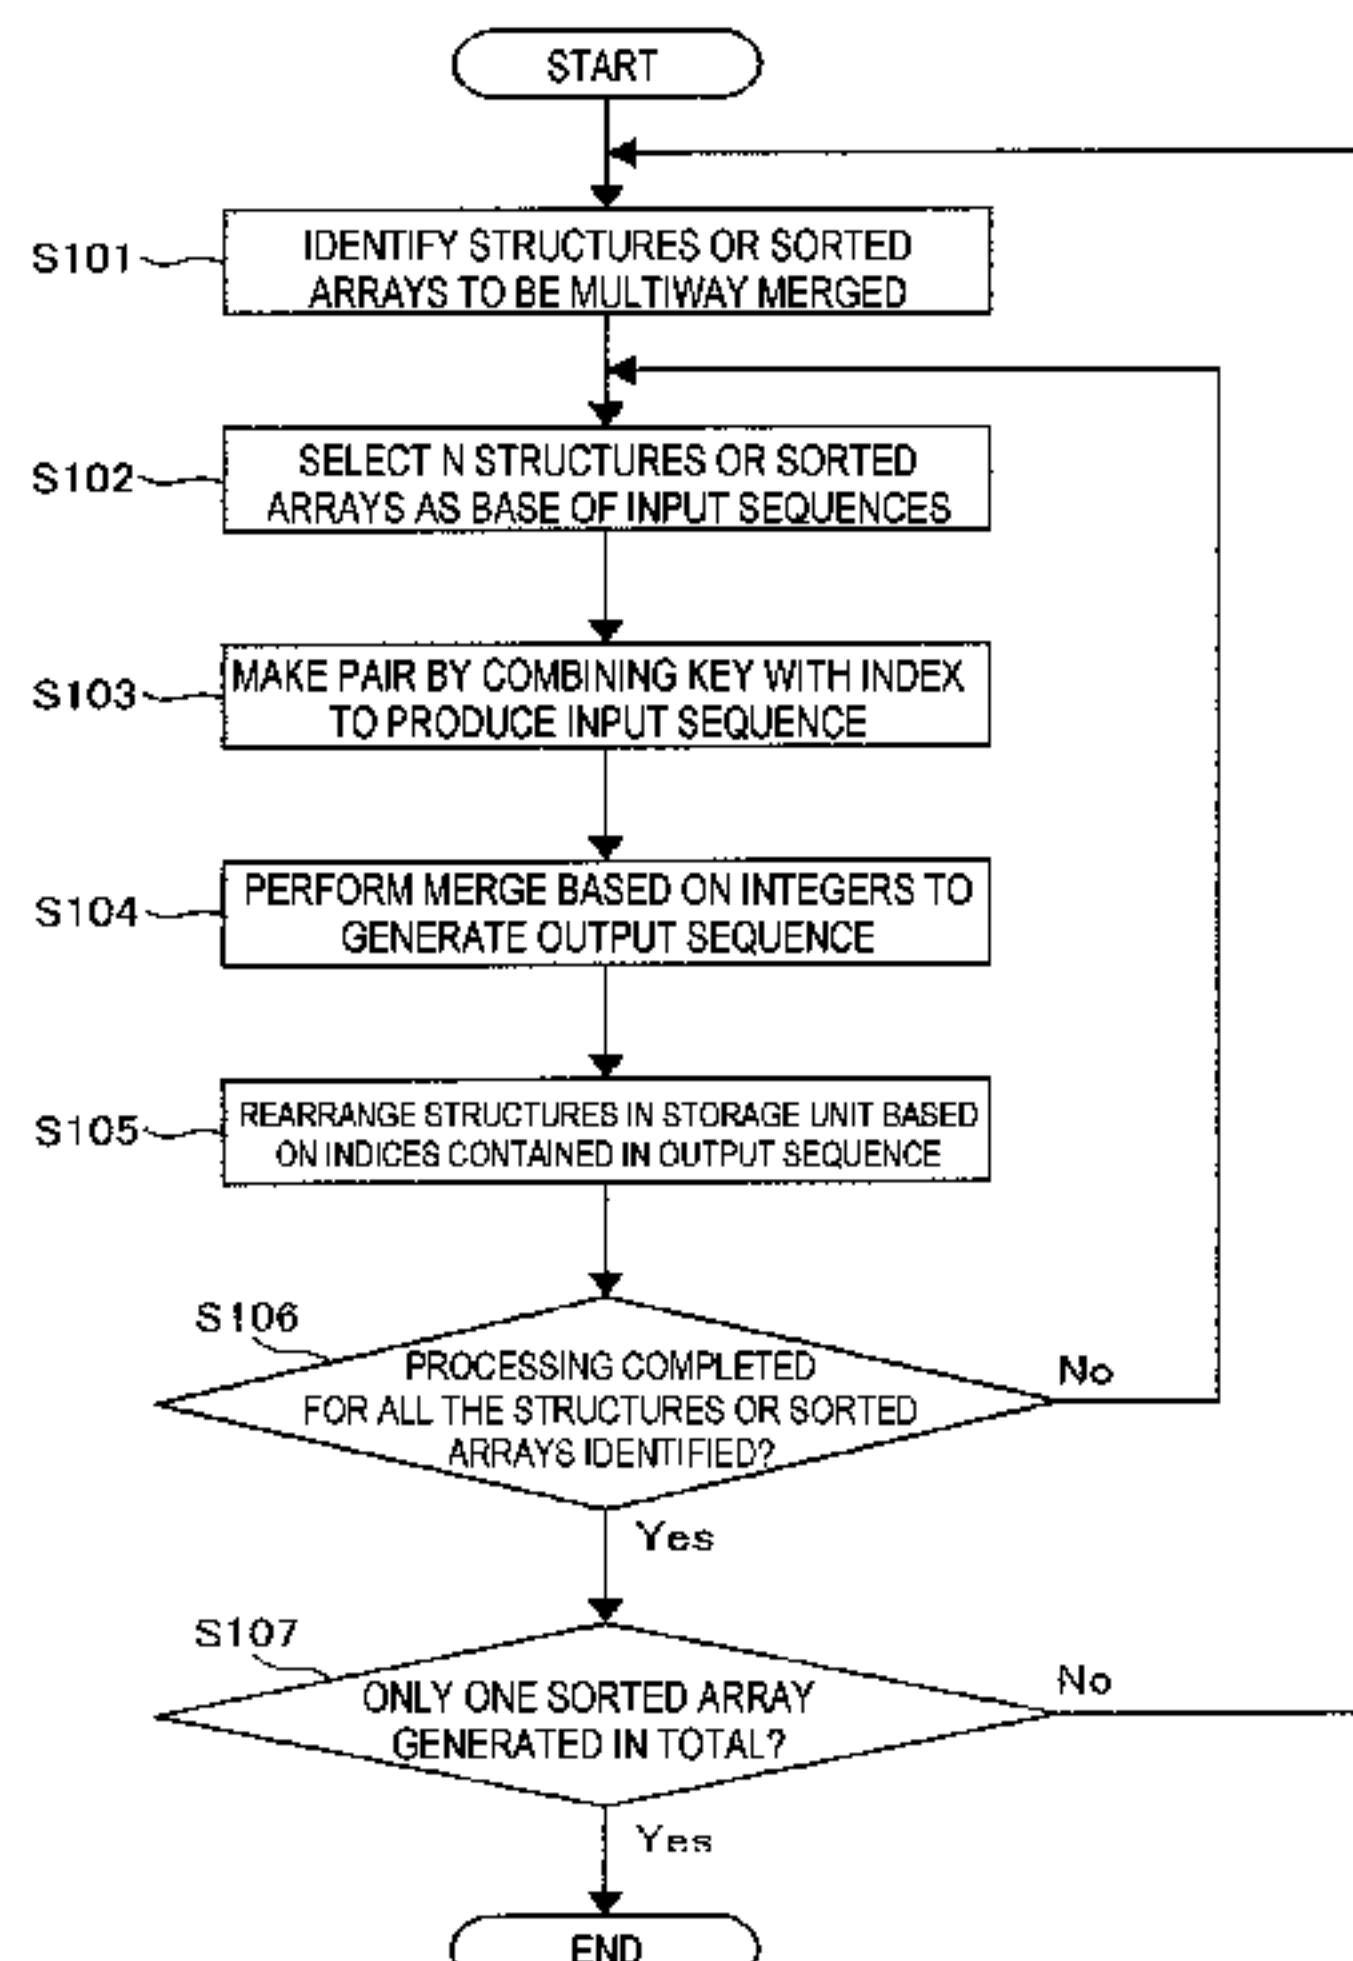 START
S101
IDENTIFY STRUCTURES OR SORTED
ARRAYS TO BE MULTIWAY MERGED
S102
SELECT N STRUCTURES OR SORTED
ARRAYS AS BASE OF INPUT SEQUENCES
S103
MAKE PAIR BY COMBINING KEY WITH INDEX
TO PRODUCE INPUT SEQUENCE
S104
PERFORM MERGE BASED ON INTEGERS TO
GENERATE OUTPUT SEQUENCE
S105
REARRANGE STRUCTURES IN STORAGE UNIT BASED
ON INDICES CONTAINED IN OUTPUT SEQUENCE
S106
PROCESSING COMPLETED
FOR ALL THE STRUCTURES OR SORTED
ARRAYS IDENTIFIED?
No
Yes
S107
ONLY ONE SORTED ARRAY
GENERATED IN TOTAL?
No
Yes
END